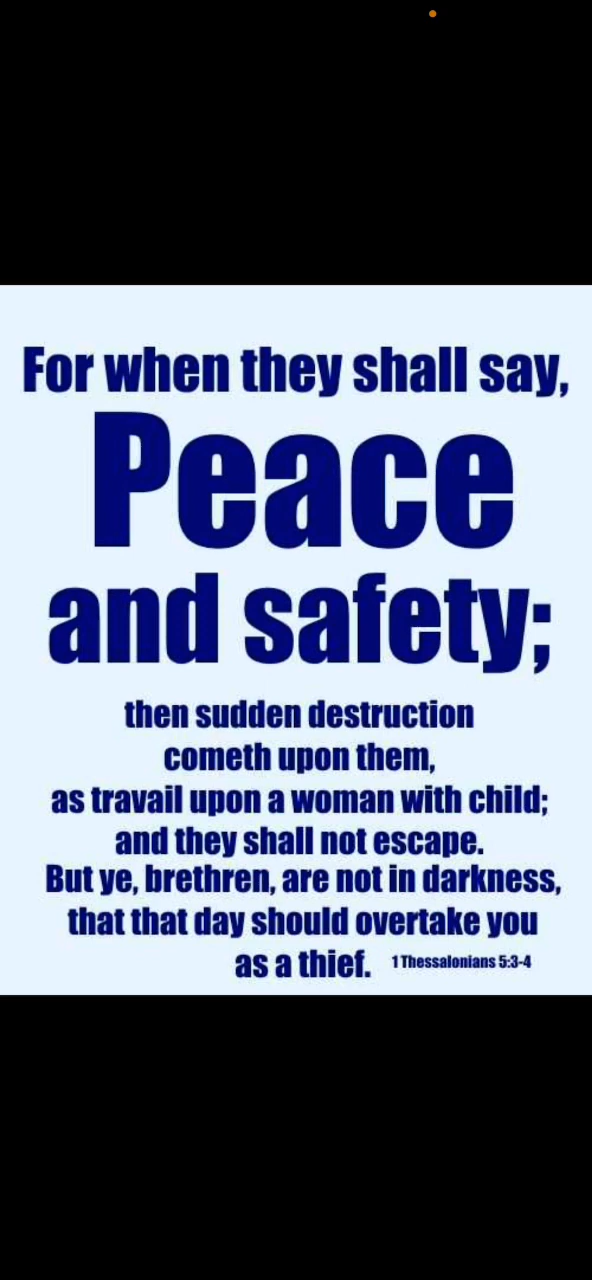 For when they shall say,
Peace
and safety;
then sudden destruction
cometh upon them,
as travail upon a woman with child;
and they shall not escape.
But ye, brethren, are not in darkness,
that that day should overtake you
as a thief. 1 Thessalonians 5:3-4